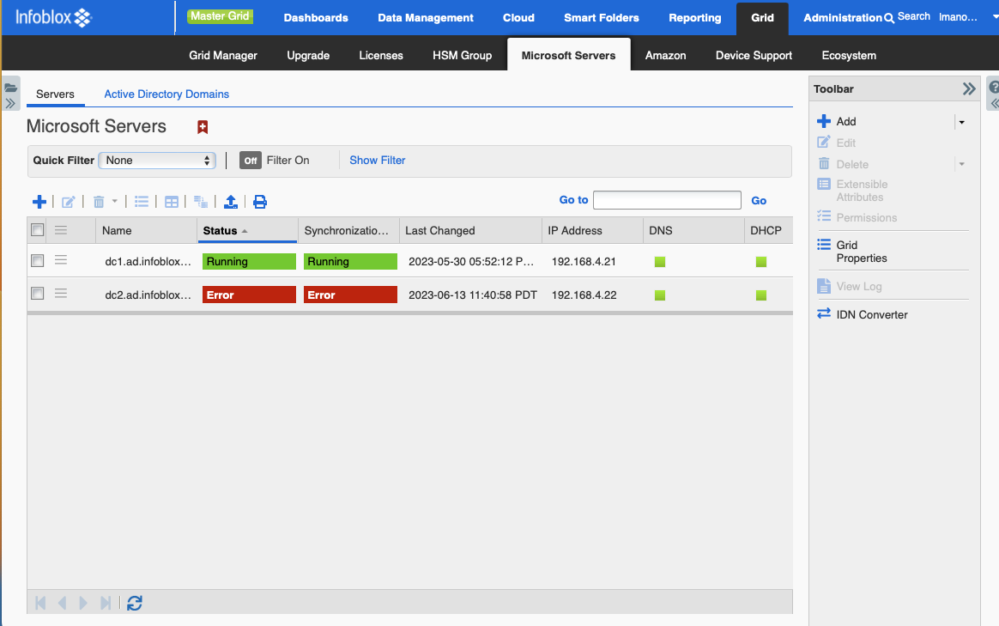 Infoblox Master Grid Dashboards Data Management Cloud Smart Folders Reporting Grid Administration Search lmano...
Grid Manager Upgrade Licenses HSM Group Microsoft Servers Amazon Device Support Ecosystem
Servers Active Directory Domains
Microsoft Servers
Quick Filter None Off Filter On Show Filter
Go to Go
Name Status Synchronizatio... Last Changed IP Address DNS DHCP
dc1.ad.infoblox... Running Running 2023-05-30 05:52:12 P... 192.168.4.21
dc2.ad.infoblox... Error Error 2023-06-13 11:40:58 PDT 192.168.4.22
Toolbar
Add
Edit
Delete
Extensible
Attributes
Permissions
Grid
Properties
View Log
IDN Converter